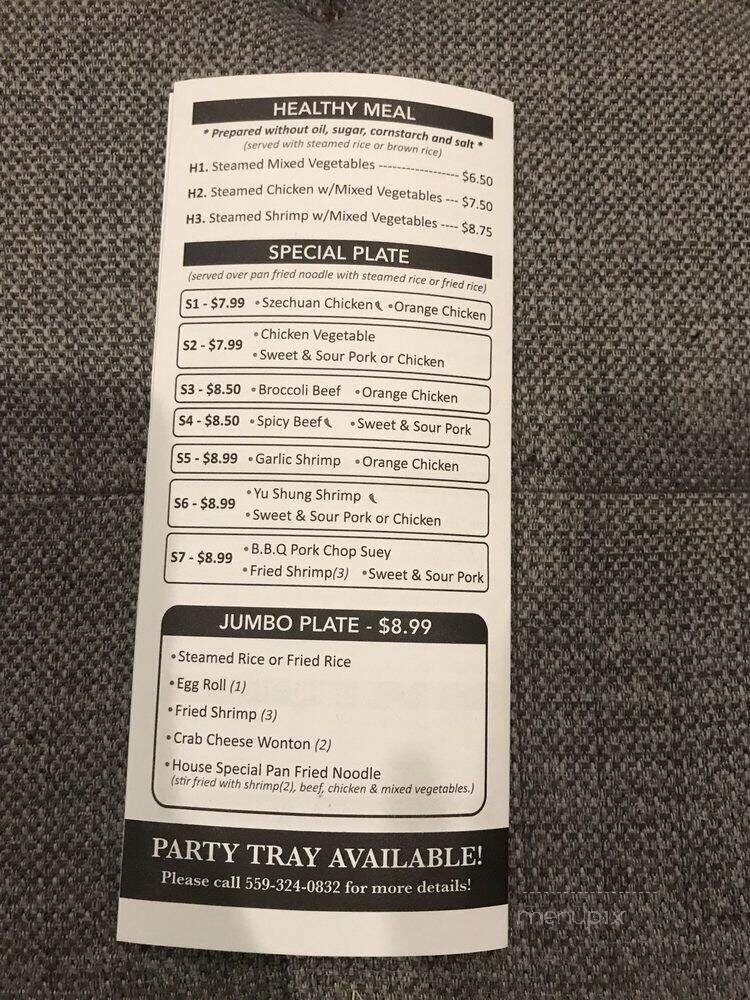 HEALTHY MEAL
* Prepared without oil, sugar, cornstarch and salt *
(served with steamed rice or brown rice)
H1. Steamed Mixed Vegetables ----------------- $6.50
H2. Steamed Chicken w/Mixed Vegetables --- $7.50
H3. Steamed Shrimp w/Mixed Vegetables ---- $8.75
SPECIAL PLATE
(served over pan fried noodle with steamed rice or fried rice)
S1 - $7.99 •Szechuan Chicken •Orange Chicken
S2 - $7.99
•Chicken Vegetable
•Sweet & Sour Pork or Chicken
S3 - $8.50 •Broccoli Beef •Orange Chicken
S4 - $8.50 •Spicy Beef •Sweet & Sour Pork
S5 - $8.99 •Garlic Shrimp •Orange Chicken
S6 - $8.99
•Yu Shung Shrimp
•Sweet & Sour Pork or Chicken
S7 - $8.99
•B.B.Q Pork Chop Suey
•Fried Shrimp(3) •Sweet & Sour Pork
JUMBO PLATE - $8.99
•Steamed Rice or Fried Rice
•Egg Roll (1)
•Fried Shrimp (3)
•Crab Cheese Wonton (2)
•House Special Pan Fried Noodle
(stir fried with shrimp(2), beef, chicken & mixed vegetables.)
PARTY TRAY AVAILABLE!
Please call 559-324-0832 for more details!
menupix